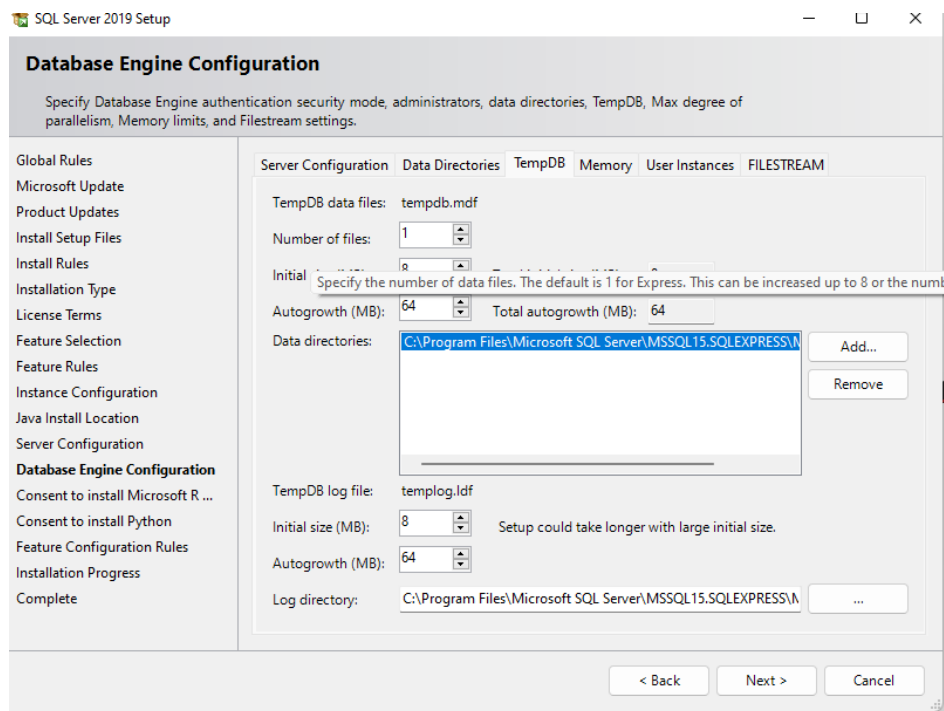 SQL Server 2019 Setup
Database Engine Configuration
Specify Database Engine authentication security mode, administrators, data directories, TempDB, Max degree of
parallelism, Memory limits, and Filestream settings.
Global Rules
Microsoft Update
Product Updates
Install Setup Files
Install Rules
Installation Type
License Terms
Feature Selection
Feature Rules
Instance Configuration
Java Install Location
Server Configuration
Database Engine Configuration
Consent to install Microsoft R ...
Consent to install Python
Feature Configuration Rules
Installation Progress
Complete
Server Configuration Data Directories TempDB Memory User Instances FILESTREAM
TempDB data files: tempdb.mdf
Number of files: 1
Initial 8
Specify the number of data files. The default is 1 for Express. This can be increased up to 8 or the
Autogrowth (MB): 64 Total autogrowth (MB): 64
Data directories: C:\Program Files\Microsoft SQL Server\MSSQL15.SQLEXPRESS\ Add...
Remove
TempDB log file: templog.ldf
Initial size (MB): 8 Setup could take longer with large initial size.
Autogrowth (MB): 64
Log directory: C:\Program Files\Microsoft SQL Server\MSSQL15.SQLEXPRESS\ ...
< Back Next > Cancel